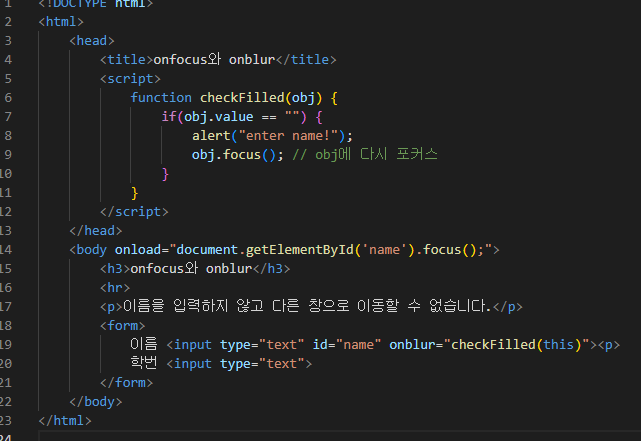 1 <!DOCTYPE html>
2 <html>
3 <head>
4 <title>onfocus와 onblur</title>
5 <script>
6 function checkFilled(obj) {
7 if(obj.value == "") {
8 alert("enter name!");
9 obj.focus(); // obj에 다시 포커스
10 }
11 }
12 </script>
13 </head>
14 <body onload="document.getElementById('name').focus();">
15 <h3>onfocus와 onblur</h3>
16 <hr>
17 <p>이름을 입력하지 않고 다른 창으로 이동할 수 없습니다.</p>
18 <form>
19 이름 <input type="text" id="name" onblur="checkFilled(this)"><p>
20 학번 <input type="text">
21 </form>
22 </body>
23 </html>
24